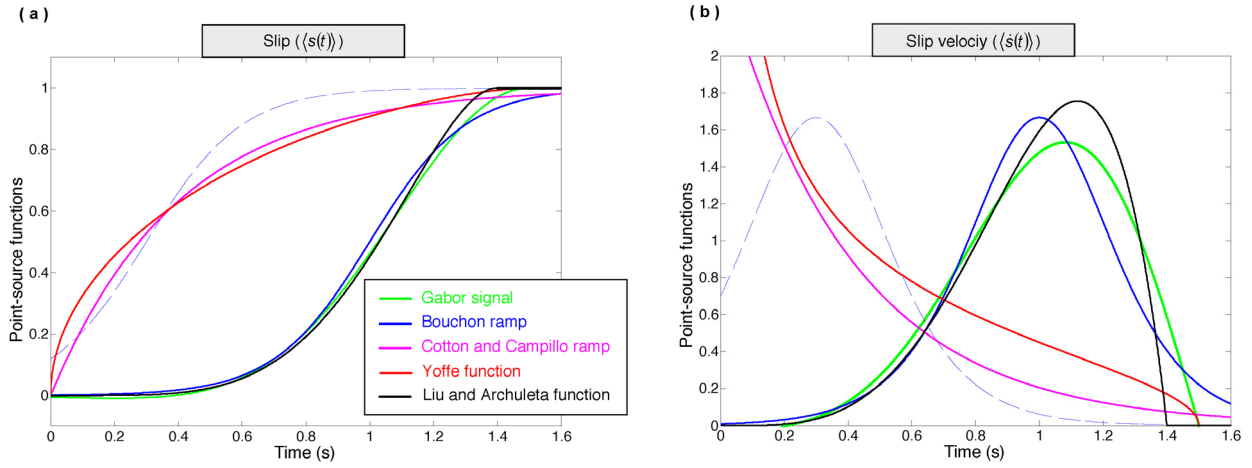 ( a )
Slip (⟨s(t)⟩)
Point-source functions
1
0.8
0.6
0.4
0.2
0
0 0.2 0.4 0.6 0.8 1 1.2 1.4 1.6
Time (s)
Gabor signal
Bouchon ramp
Cotton and Campillo ramp
Yoffe function
Liu and Archuleta function
( b )
Slip velociy (⟨ṡ(t)⟩)
Point-source functions
2
1.8
1.6
1.4
1.2
1
0.8
0.6
0.4
0.2
0
0 0.2 0.4 0.6 0.8 1 1.2 1.4 1.6
Time (s)